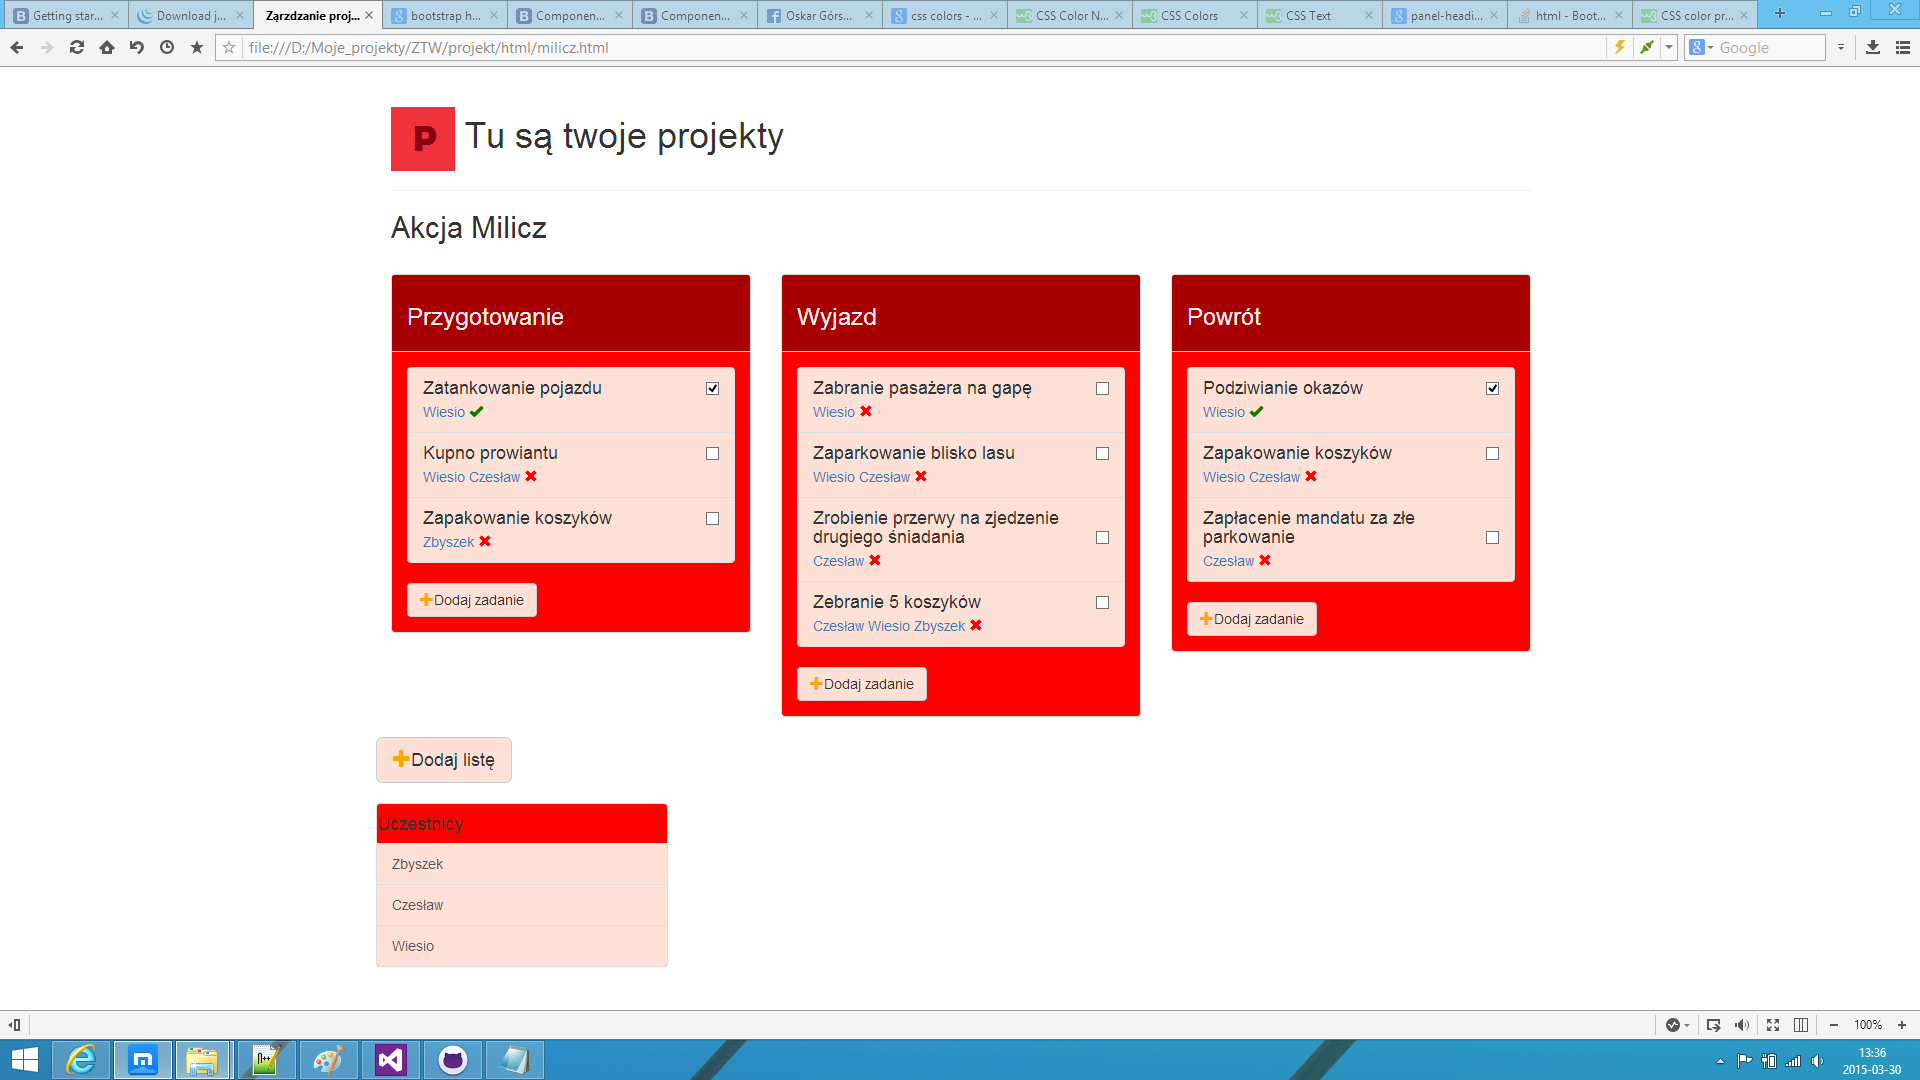 Getting star...
Download j...
Zarzdzanie proj...
bootstrap h...
Componen...
Componen...
Oskar Górs...
css colors - ...
CSS Color N...
CSS Colors
CSS Text
panel-headi...
html - Boot...
CSS color pr...
file:///D:/Moje_projekty/ZTW/projekt/html/milicz.html
Google
P
Tu są twoje projekty
Akcja Milicz
Przygotowanie
Zatankowanie pojazdu
Wiesio
Kupno prowiantu
Wiesio Czesław
Zapakowanie koszyków
Zbyszek
Dodaj zadanie
Wyjazd
Zabranie pasażera na gapę
Wiesio
Zaparkowanie blisko lasu
Wiesio Czesław
Zrobienie przerwy na zjedzenie
drugiego śniadania
Czesław
Zebranie 5 koszyków
Czesław Wiesio Zbyszek
Dodaj zadanie
Powrót
Podziwianie okazów
Wiesio
Zapakowanie koszyków
Wiesio Czesław
Zapłacenie mandatu za złe
parkowanie
Czesław
Dodaj zadanie
Dodaj listę
Uczestnicy
Zbyszek
Czesław
Wiesio
100%
13:36
2015-03-30